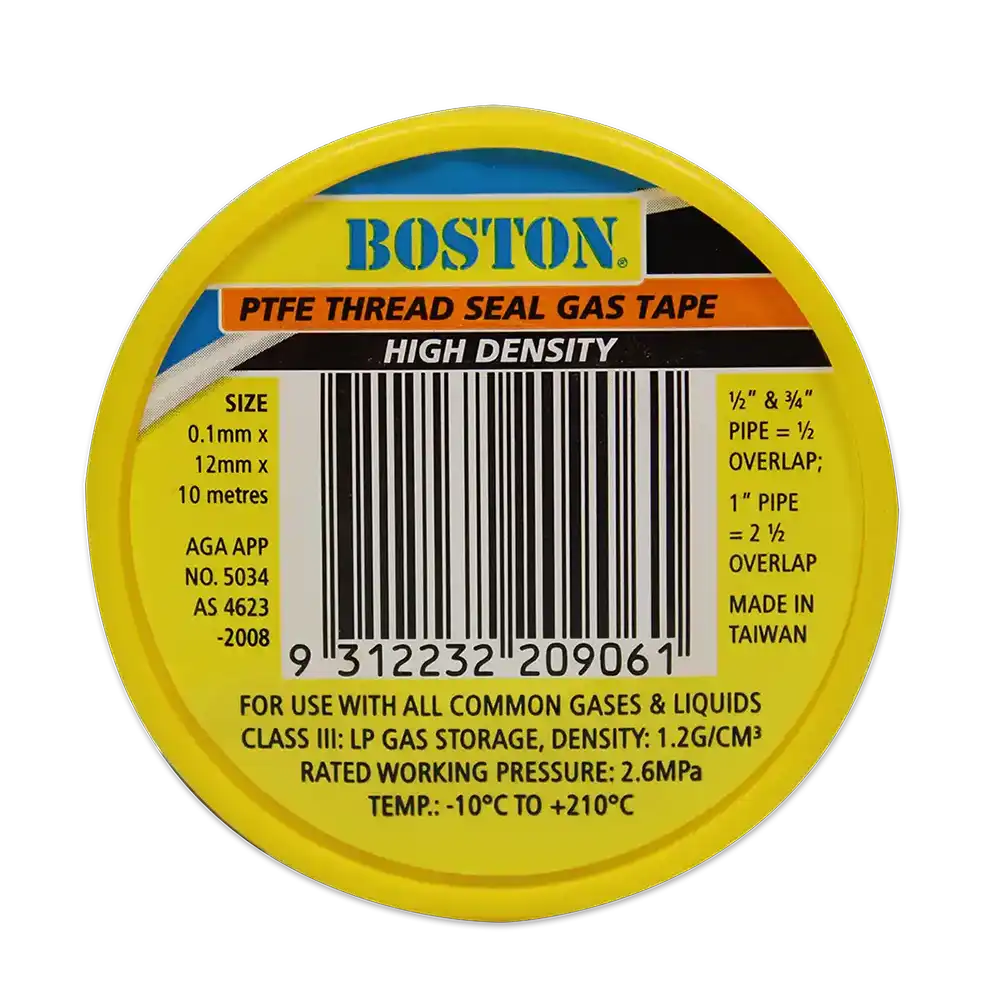 BOSTON®
PTFE THREAD SEAL GAS TAPE
HIGH DENSITY
SIZE
0.1mm x
12mm x
10 metres
AGA APP
NO. 5034
AS 4623
-2008
½" & ¾"
PIPE = ½
OVERLAP;
1" PIPE
= 2 ½
OVERLAP
MADE IN
TAIWAN
9 312232 209061
FOR USE WITH ALL COMMON GASES & LIQUIDS
CLASS III: LP GAS STORAGE, DENSITY: 1.2G/CM³
RATED WORKING PRESSURE: 2.6MPa
TEMP.: -10°C TO +210°C